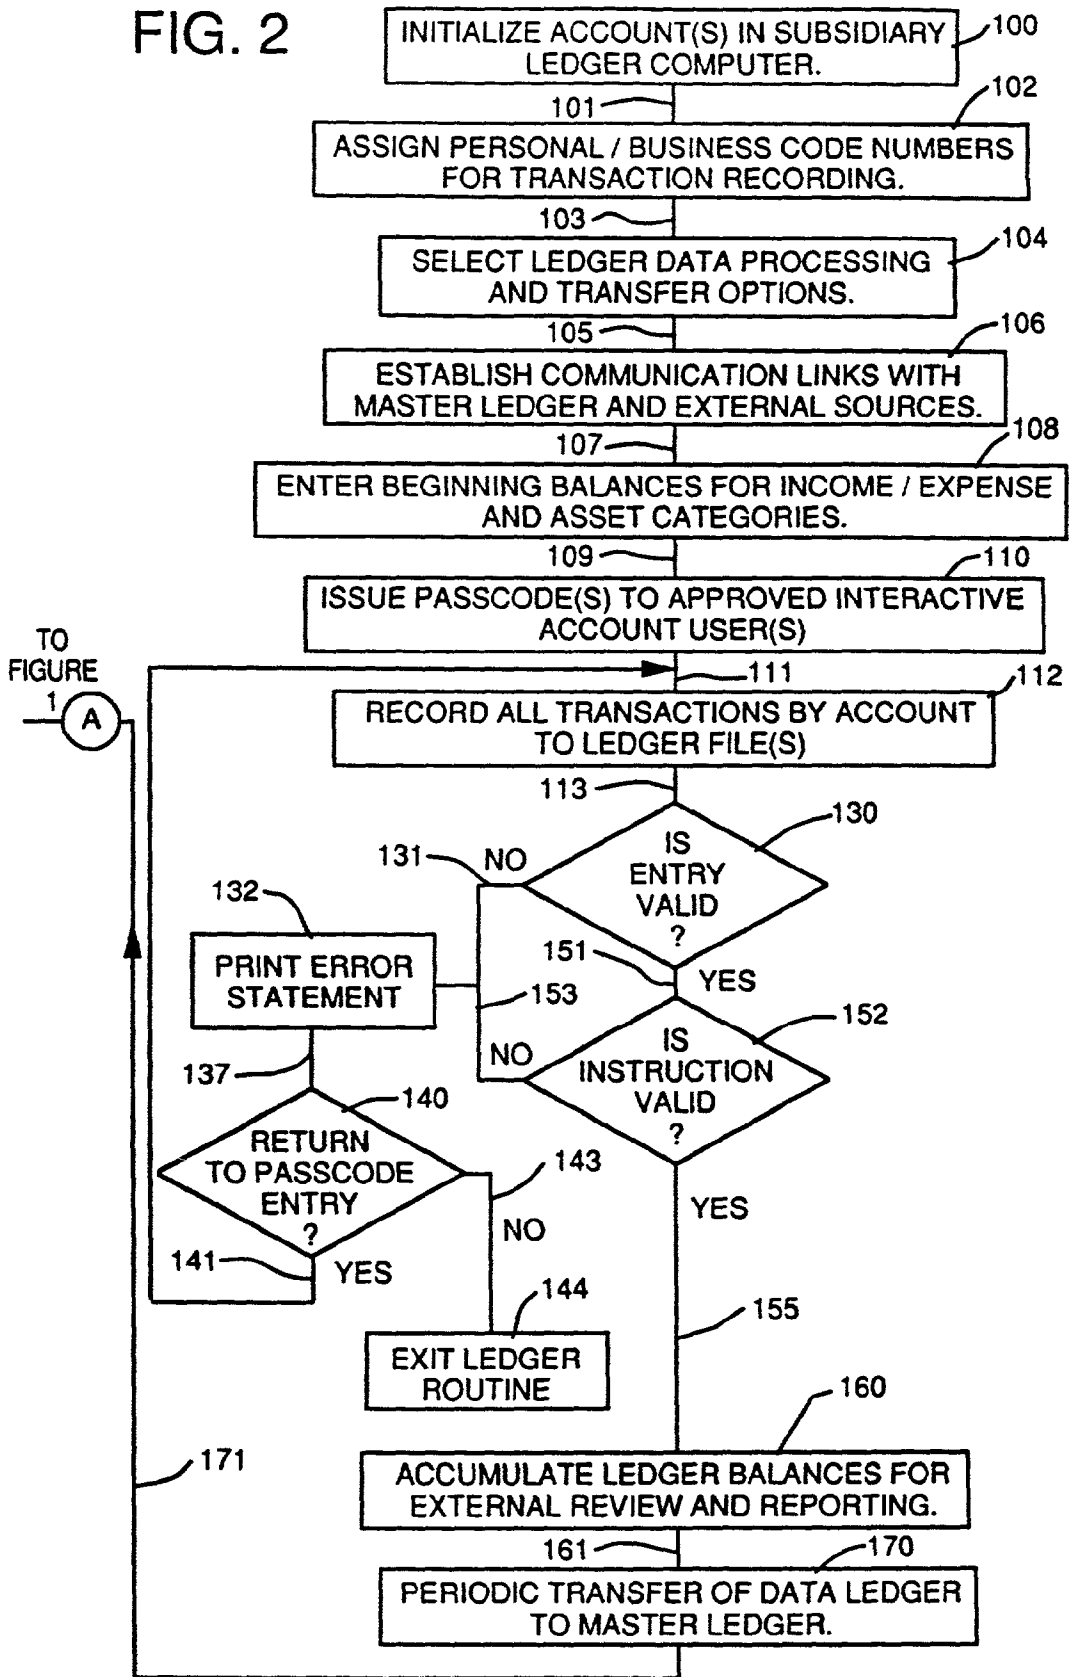 FIG. 2
INITIALIZE ACCOUNT(S) IN SUBSIDIARY
LEDGER COMPUTER.
100
101
102
ASSIGN PERSONAL / BUSINESS CODE NUMBERS
FOR TRANSACTION RECORDING.
103
104
SELECT LEDGER DATA PROCESSING
AND TRANSFER OPTIONS.
105
106
ESTABLISH COMMUNICATION LINKS WITH
MASTER LEDGER AND EXTERNAL SOURCES.
107
108
ENTER BEGINNING BALANCES FOR INCOME / EXPENSE
AND ASSET CATEGORIES.
109
110
ISSUE PASSCODE(S) TO APPROVED INTERACTIVE
ACCOUNT USER(S)
TO
FIGURE
1
A
111
112
RECORD ALL TRANSACTIONS BY ACCOUNT
TO LEDGER FILE(S)
113
130
IS
ENTRY
VALID
?
131
NO
132
PRINT ERROR
STATEMENT
151
YES
153
152
IS
INSTRUCTION
VALID
?
NO
137
140
RETURN
TO PASSCODE
ENTRY
?
143
NO
YES
141
YES
144
EXIT LEDGER
ROUTINE
155
160
ACCUMULATE LEDGER BALANCES FOR
EXTERNAL REVIEW AND REPORTING.
171
161
170
PERIODIC TRANSFER OF DATA LEDGER
TO MASTER LEDGER.